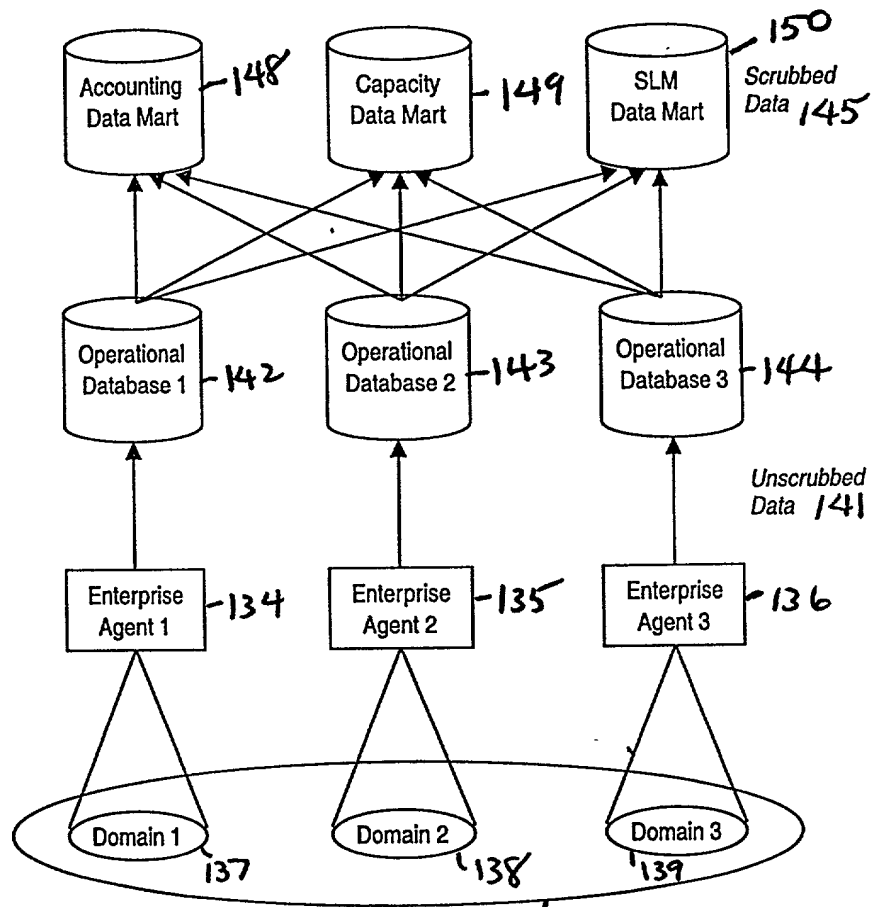 150
Accounting
Data Mart
148
Capacity
Data Mart
149
SLM
Data Mart
Scrubbed
Data 145
Operational
Database 1
142
Operational
Database 2
143
Operational
Database 3
144
Unscrubbed
Data 141
Enterprise
Agent 1
134
Enterprise
Agent 2
135
Enterprise
Agent 3
136
Domain 1
137
Domain 2
138
Domain 3
139